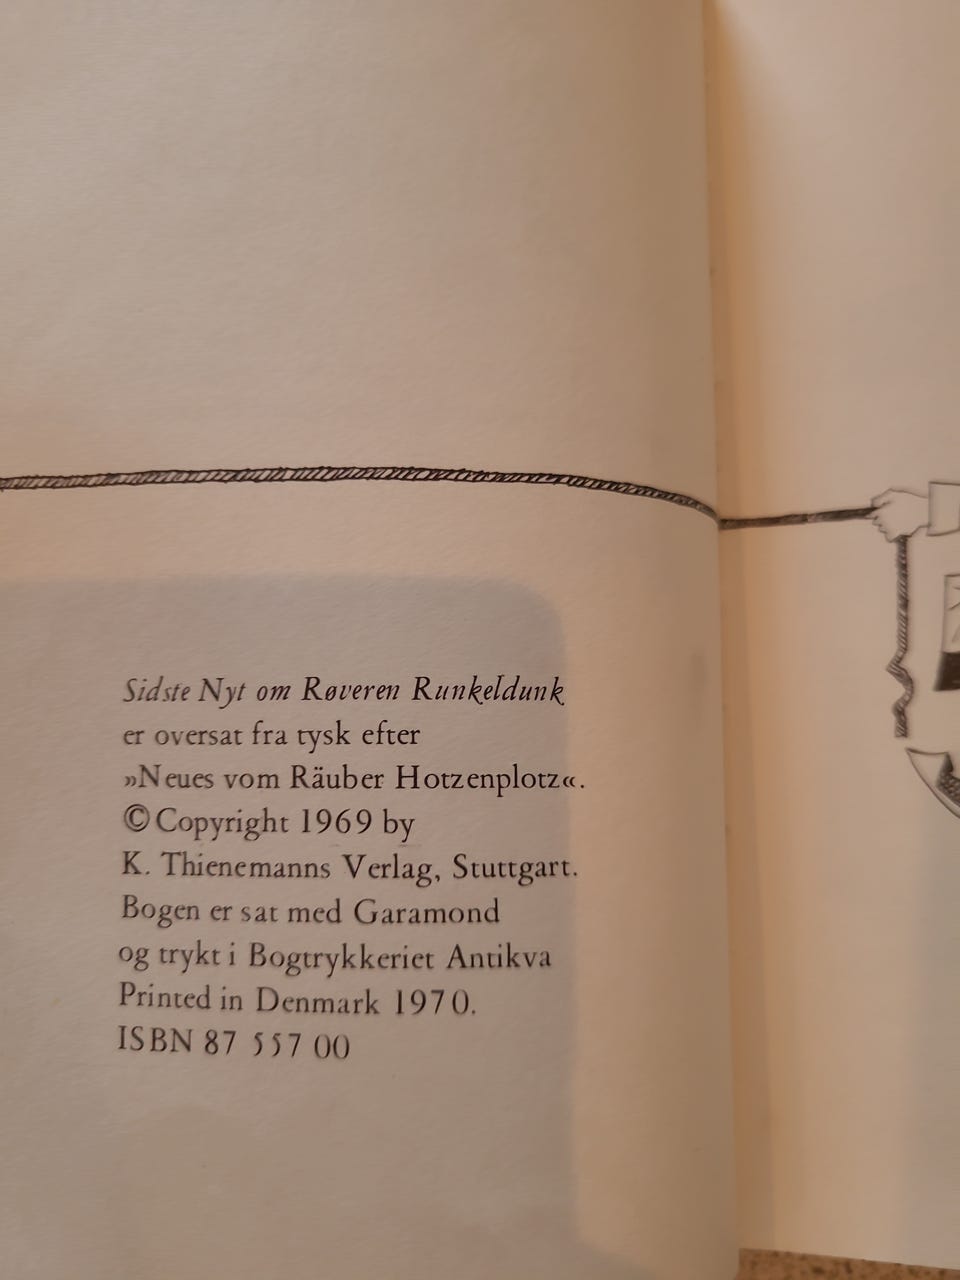 Sidste Nyt om Røveren Runkeldunk
er oversat fra tysk efter
»Neues vom Räuber Hotzenplotz«.
© Copyright 1969 by
K. Thienemanns Verlag, Stuttgart.
Bogen er sat med Garamond
og trykt i Bogtrykkeriet Antikva
Printed in Denmark 1970.
ISBN 87 557 00